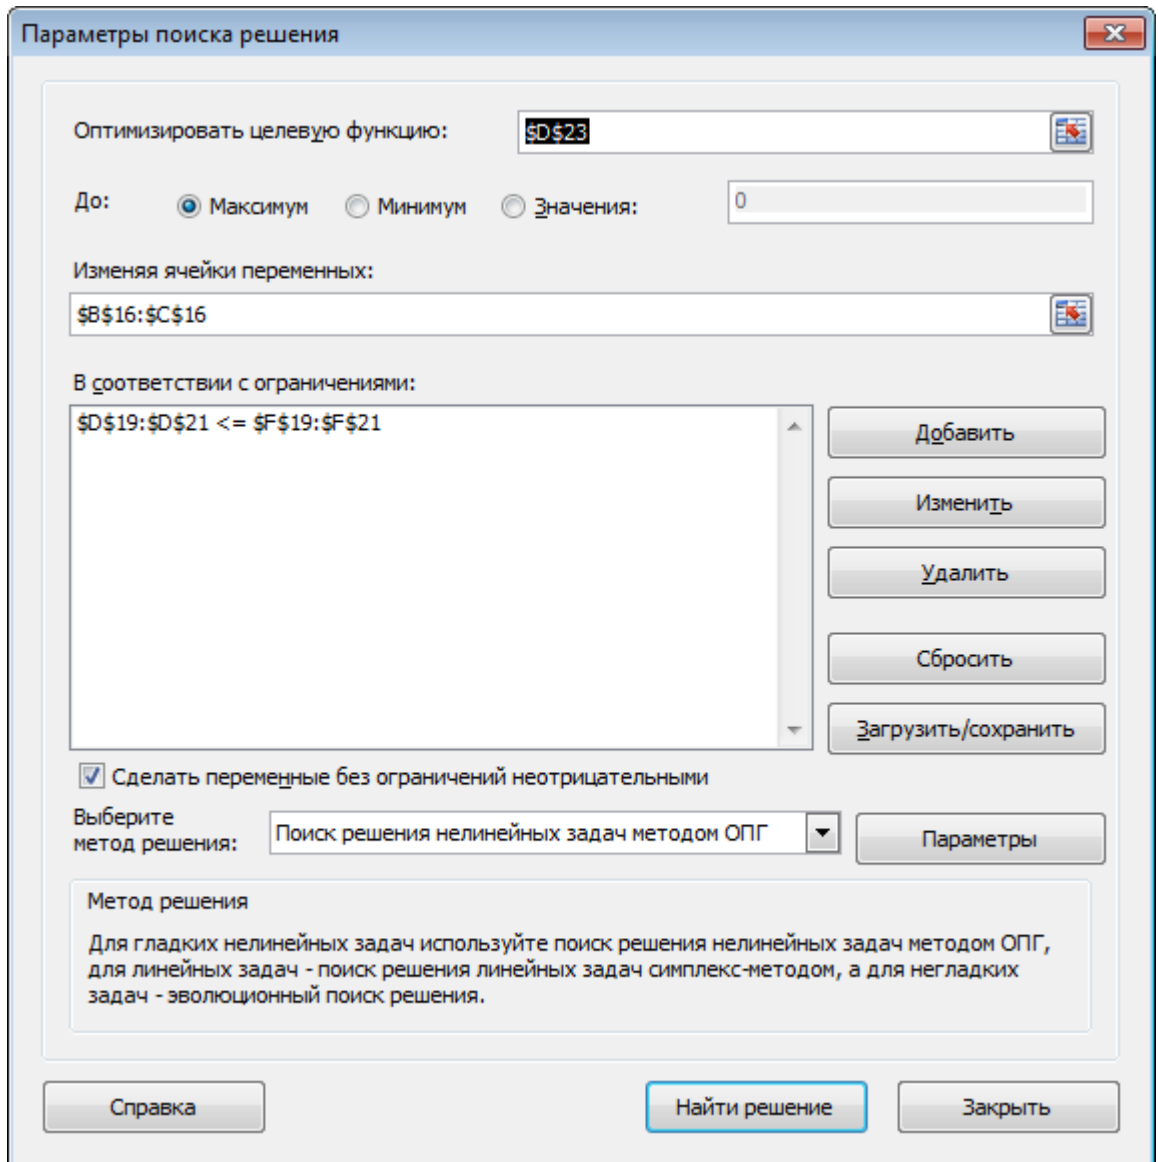 Параметры поиска решения
Оптимизировать целевую функцию: $D$23
До: Максимум Минимум Значения: 0
Изменяя ячейки переменных:
$B$16:$C$16
В соответствии с ограничениями:
$D$19:$D$21 <= $F$19:$F$21
Добавить
Изменить
Удалить
Сбросить
Загрузить/сохранить
Сделать переменные без ограничений неотрицательными
Выберите
метод решения: Поиск решения нелинейных задач методом ОПГ Параметры
Метод решения
Для гладких нелинейных задач используйте поиск решения нелинейных задач методом ОПГ,
для линейных задач - поиск решения линейных задач симплекс-методом, а для негладких
задач - эволюционный поиск решения.
Справка Найти решение Закрыть